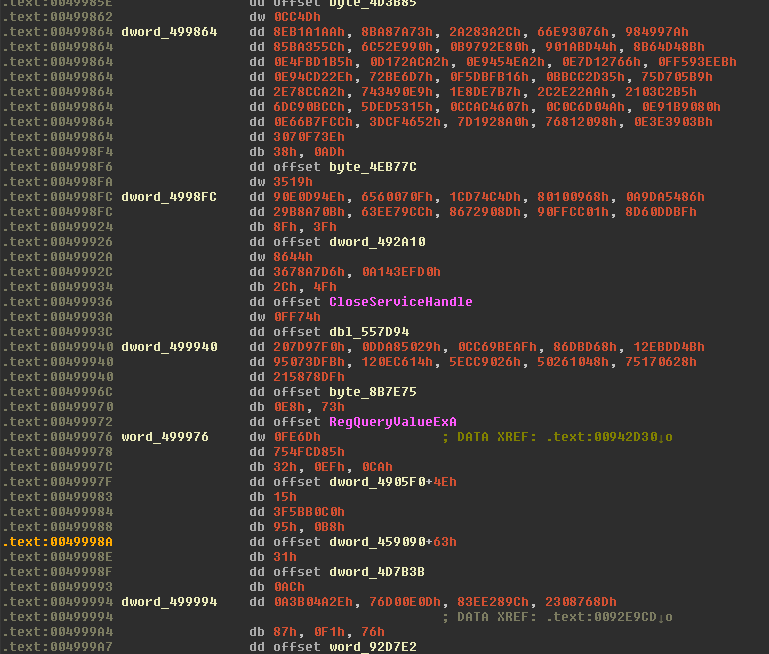 .text:0049985E dd offset byte_4D3B85
.text:00499862 dw 0CC4Dh
.text:00499864 dword_499864 dd 8EB1A1AAh, 8BA87A73h, 2A283A2Ch, 66E93076h, 984997Ah
.text:00499864 dd 85BA355Ch, 6C52E990h, 0B9792E80h, 901ABD44h, 8B64D48Bh
.text:00499864 dd 0E4FBD1B5h, 0D172ACA2h, 0E9454EA2h, 0E7D12766h, 0FF593EEBh
.text:00499864 dd 0E94CD22Eh, 72BE6D7h, 0F5DBFB16h, 0BBCC2D35h, 75D705B9h
.text:00499864 dd 2E78CCA2h, 743490E9h, 1E8DE7B7h, 2C2E22AAh, 2103C2B5h
.text:00499864 dd 6DC90BCCh, 5DED5315h, 0CCAC4607h, 0C0C6D04Ah, 0E91B9080h
.text:00499864 dd 0E66B7FCCh, 3DCF4652h, 7D1928A0h, 76812098h, 0E3E3903Bh
.text:00499864 dd 3070F73Eh
.text:004998F4 db 38h, 0ADh
.text:004998F6 dd offset byte_4EB77C
.text:004998FA dw 3519h
.text:004998FC dword_4998FC dd 90E0D94Eh, 6560070Fh, 1CD74C4Dh, 80100968h, 0A9DA5486h
.text:004998FC dd 29B8A70Bh, 63EE79CCh, 8672908Dh, 90FFCC01h, 8D60DDBFh
.text:00499924 db 8Fh, 3Fh
.text:00499926 dd offset dword_492A10
.text:0049992A dw 8644h
.text:0049992C dd 3678A7D6h, 0A143EFD0h
.text:00499934 db 2Ch, 4Fh
.text:00499936 dd offset CloseServiceHandle
.text:0049993A dw 0FF74h
.text:0049993C dd offset dbl_557D94
.text:00499940 dword_499940 dd 207D97F0h, 0DDA85029h, 0CC69BEAFh, 86DBD68h, 12EBDD4Bh
.text:00499940 dd 95073DFBh, 120EC614h, 5ECC9026h, 50261048h, 75170628h
.text:00499940 dd 215878DFh
.text:0049996C dd offset byte_8B7E75
.text:00499970 db 0E8h, 73h
.text:00499972 dd offset RegQueryValueExA
.text:00499976 word_499976 dw 0FE6Dh ; DATA XREF: .text:00942D30↓o
.text:00499978 dd 754FCD85h
.text:0049997C db 32h, 0EFh, 0CAh
.text:0049997F dd offset dword_4905F0+4Eh
.text:00499983 db 15h
.text:00499984 dd 3F5BB0C0h
.text:00499988 db 95h, 0B8h
.text:0049998A dd offset dword_459090+63h
.text:0049998E db 31h
.text:0049998F dd offset dword_4D7B3B
.text:00499993 db 0ACh
.text:00499994 dword_499994 dd 0A3B04A2Eh, 76D00E0Dh, 83EE289Ch, 2308768Dh
.text:00499994 ; DATA XREF: .text:0092E9CD↓o
.text:004999A4 db 87h, 0F1h, 76h
.text:004999A7 dd offset word_92D7E2